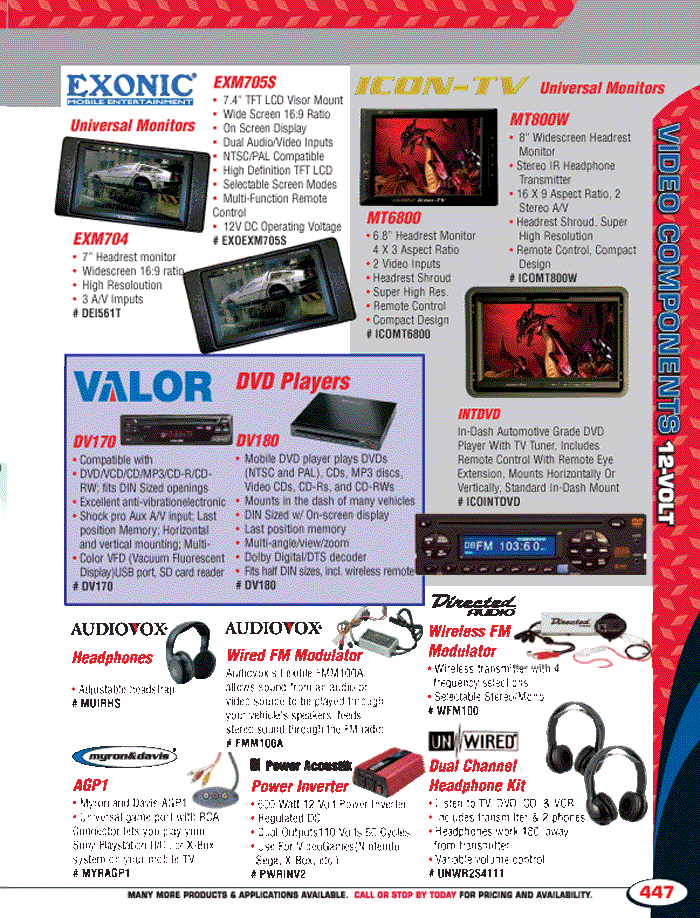 EXONIC
MOBILE ENTERTAINMENT
Universal Monitors
EXM704
• 7" Headrest monitor
• Widescreen 16:9 ratio
• High Resoloution
• 3 A/V Imputs
# DEI561T
EXM705S
• 7.4" TFT LCD Visor Mount
• Wide Screen 16:9 Ratio
• On Screen Display
• Dual Audio/Video Inputs
• NTSC/PAL Compatible
• High Definition TFT LCD
• Selectable Screen Modes
• Multi-Function Remote
Control
• 12V DC Operating Voltage
# EXOEXM705S
ICON-TV Universal Monitors
MT6800
• 6.8" Headrest Monitor
4 X 3 Aspect Ratio
• 2 Video Inputs
• Headrest Shroud
• Super High Res.
• Remote Control
• Compact Design
# ICOMT6800
MT800W
• 8" Widescreen Headrest
Monitor
• Stereo IR Headphone
Transmitter
• 16 X 9 Aspect Ratio, 2
Stereo A/V
• Headrest Shroud, Super
High Resolution
• Remote Control, Compact
Design
# ICOMT800W
INTDVD
In-Dash Automotive Grade DVD
Player With TV Tuner, Includes
Remote Control With Remote Eye
Extension, Mounts Horizontally Or
Vertically, Standard In-Dash Mount
# ICOINTDVD
FM 103:60
VALOR
DVD Players
DV170
• Compatible with
• DVD/VCD/CD/MP3/CD-R/CD-
RW; fits DIN Sized openings
• Excellent anti-vibrationelectronic
• Shock pro Aux A/V input; Last
position Memory; Horizontal
and vertical mounting; Multi-
• Color VFD (Vacuum Fluorescent
Display)USB port, SD card reader
# DV170
DV180
• Mobile DVD player plays DVDs
(NTSC and PAL), CDs, MP3 discs,
Video CDs, CD-Rs, and CD-RWs
• Mounts in the dash of many vehicles
• DIN Sized w/ On-screen display
• Last position memory
• Multi-angle/view/zoom
• Dolby Digital/DTS decoder
• Fits half DIN sizes, incl. wireless remote
# DV180
AUDIOVOX
Headphones
• Adjustable headstrap
# MUIRHS
AUDIOVOX
Wired FM Modulator
Audiovox's Flexible FMM100A
allows sound from an audio or
video source to be played through
your vehicle's speakers, feeds
stereo sound through the FM radio
# FMM100A
Directed
AUDIO
Directed
Wireless FM
Modulator
• Wireless transmitter with 4
frequency selections
• Selectable Stereo/Mono
# WFM100
myron&davis
AGP1
• Myron and Davis AGP1
• Universal game port with RCA
Connector lets you play your
Sony Playstation II/ or X-Box
system on your mobile TV
# MYRAGP1
Power Acoustik
Power Inverter
• 600 Watt 12 Volt Power Inverter
• Regulated DC
• Dual Outputs110 Volts 60 Cycles
• Use For VideoGames(Nintendo
Sega, X-Box, etc.)
# PWRINV2
UNWIRED
Dual Channel
Headphone Kit
• Listen to TV, DVD, CD, & VCR
• Includes transmitter & 2 phones
• Headphones work 180' away
from transmitter
• Variable volume control
# UNWR2S4111
VIDEO COMPONENTS 12-VOLT
MANY MORE PRODUCTS & APPLICATIONS AVAILABLE. CALL OR STOP BY TODAY FOR PRICING AND AVAILABILITY.
447